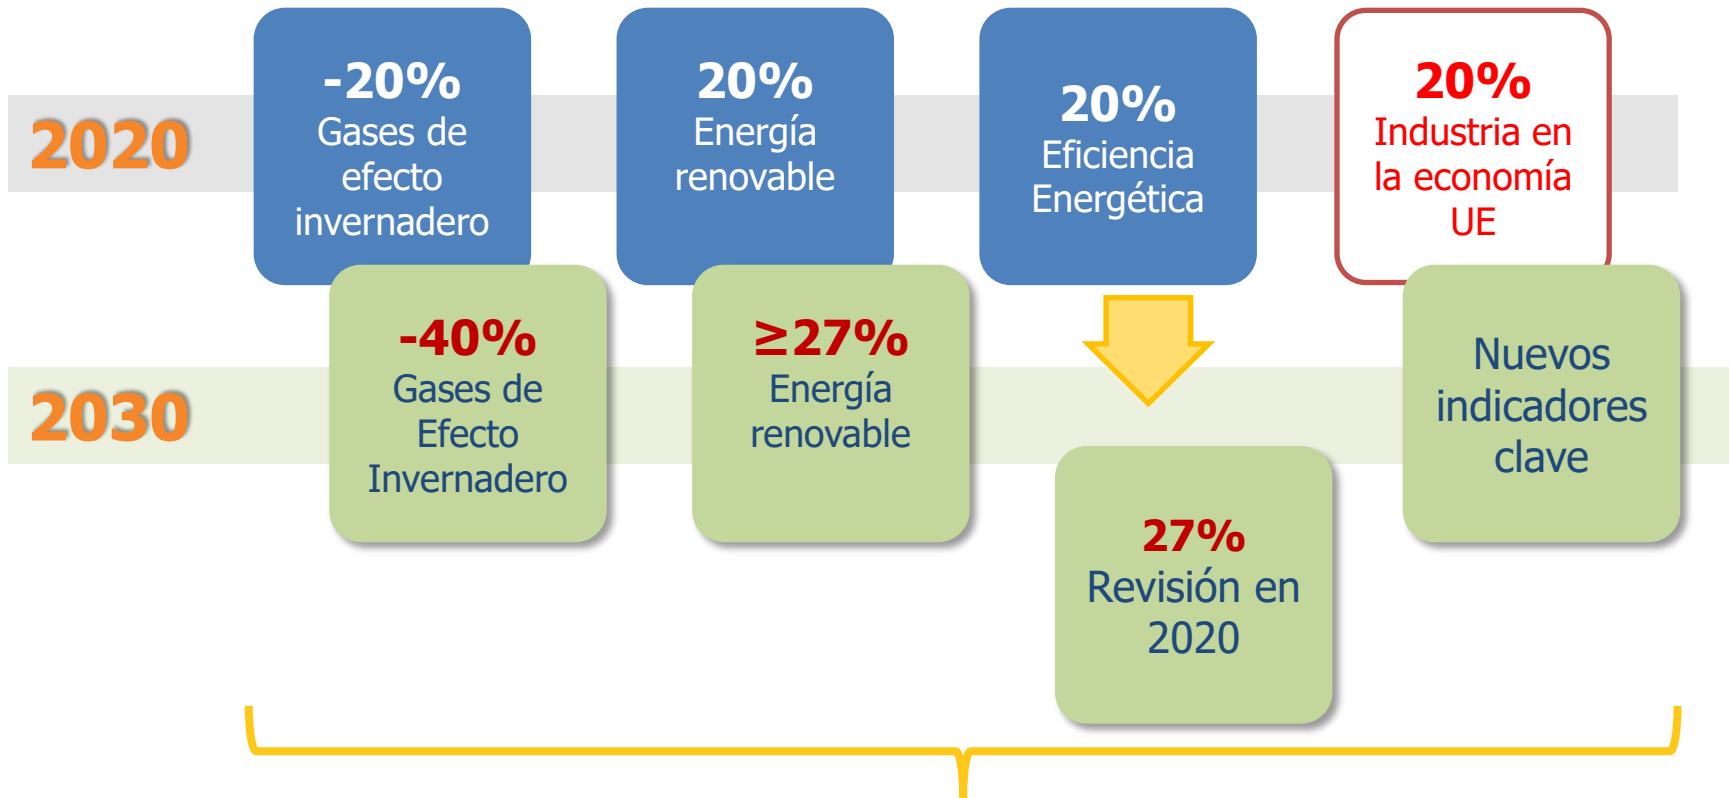 2020
-20%
Gases de
efecto
invernadero
20%
Energía
renovable
20%
Eficiencia
Energética
20%
Industria en
la economía
UE
2030
-40%
Gases de
Efecto
Invernadero
≥27%
Energía
renovable
27%
Revisión en
2020
Nuevos
indicadores
clave